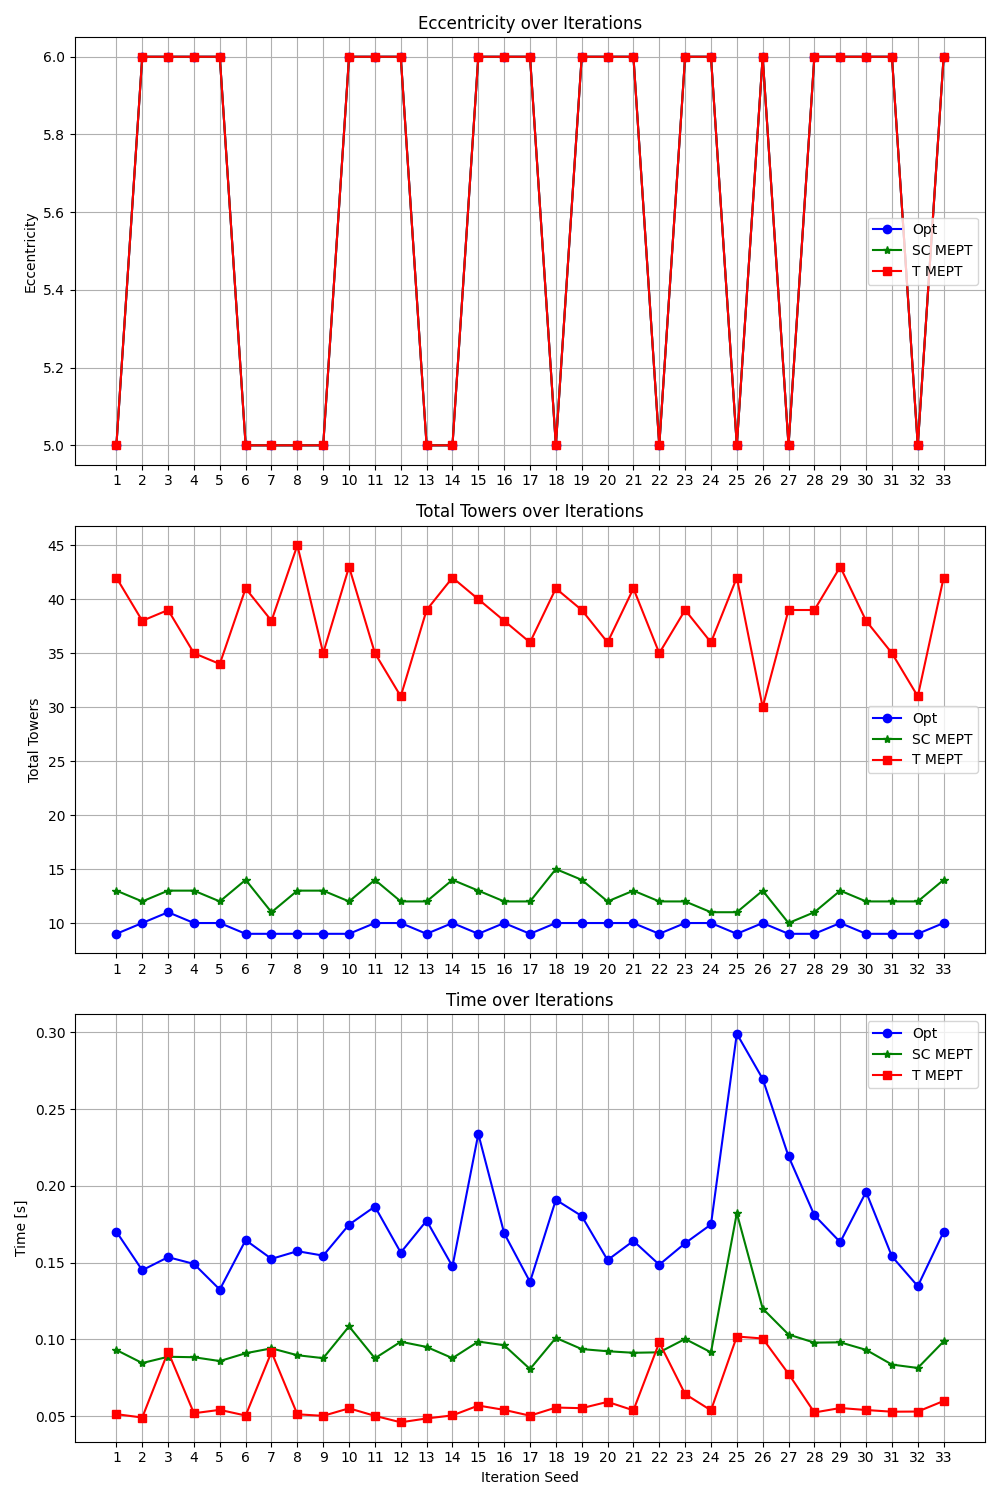 Eccentricity over Iterations
Eccentricity
6.0
5.8
5.6
5.4
5.2
5.0
Opt
SC MEPT
T MEPT
1 2 3 4 5 6 7 8 9 10 11 12 13 14 15 16 17 18 19 20 21 22 23 24 25 26 27 28 29 30 31 32 33
Total Towers over Iterations
Total Towers
45
40
35
30
25
20
15
10
Opt
SC MEPT
T MEPT
1 2 3 4 5 6 7 8 9 10 11 12 13 14 15 16 17 18 19 20 21 22 23 24 25 26 27 28 29 30 31 32 33
Time over Iterations
Time [s]
0.30
0.25
0.20
0.15
0.10
0.05
Opt
SC MEPT
T MEPT
1 2 3 4 5 6 7 8 9 10 11 12 13 14 15 16 17 18 19 20 21 22 23 24 25 26 27 28 29 30 31 32 33
Iteration Seed